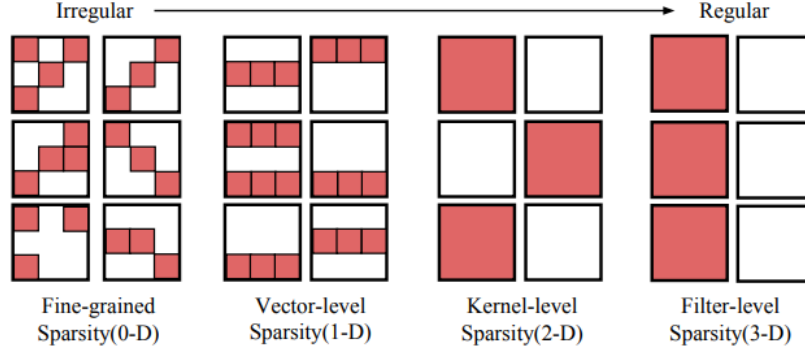 Irregular
Regular
Fine-grained
Sparsity(0-D)
Vector-level
Sparsity(1-D)
Kernel-level
Sparsity(2-D)
Filter-level
Sparsity(3-D)